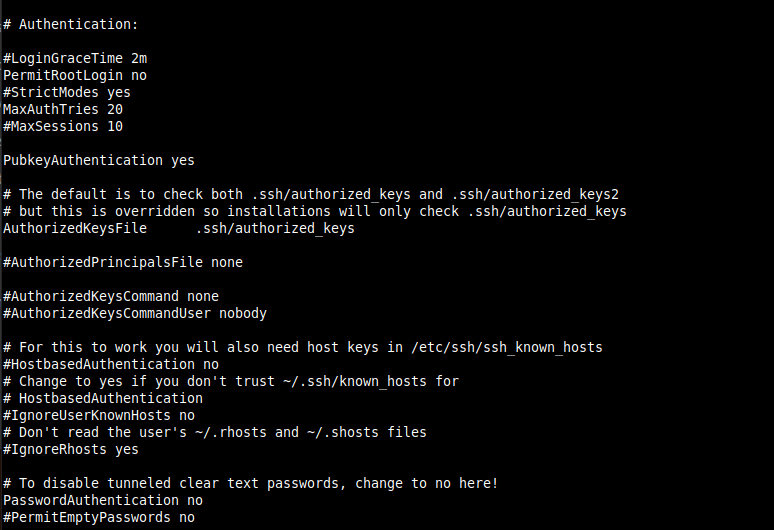 # Authentication:
#LoginGraceTime 2m
PermitRootLogin no
#StrictModes yes
MaxAuthTries 20
#MaxSessions 10
PubkeyAuthentication yes
# The default is to check both .ssh/authorized_keys and .ssh/authorized_keys2
# but this is overridden so installations will only check .ssh/authorized_keys
AuthorizedKeysFile      .ssh/authorized_keys
#AuthorizedPrincipalsFile none
#AuthorizedKeysCommand none
#AuthorizedKeysCommandUser nobody
# For this to work you will also need host keys in /etc/ssh/ssh_known_hosts
#HostbasedAuthentication no
# Change to yes if you don't trust ~/.ssh/known_hosts for
# HostbasedAuthentication
#IgnoreUserKnownHosts no
# Don't read the user's ~/.rhosts and ~/.shosts files
#IgnoreRhosts yes
# To disable tunneled clear text passwords, change to no here!
PasswordAuthentication no
#PermitEmptyPasswords no